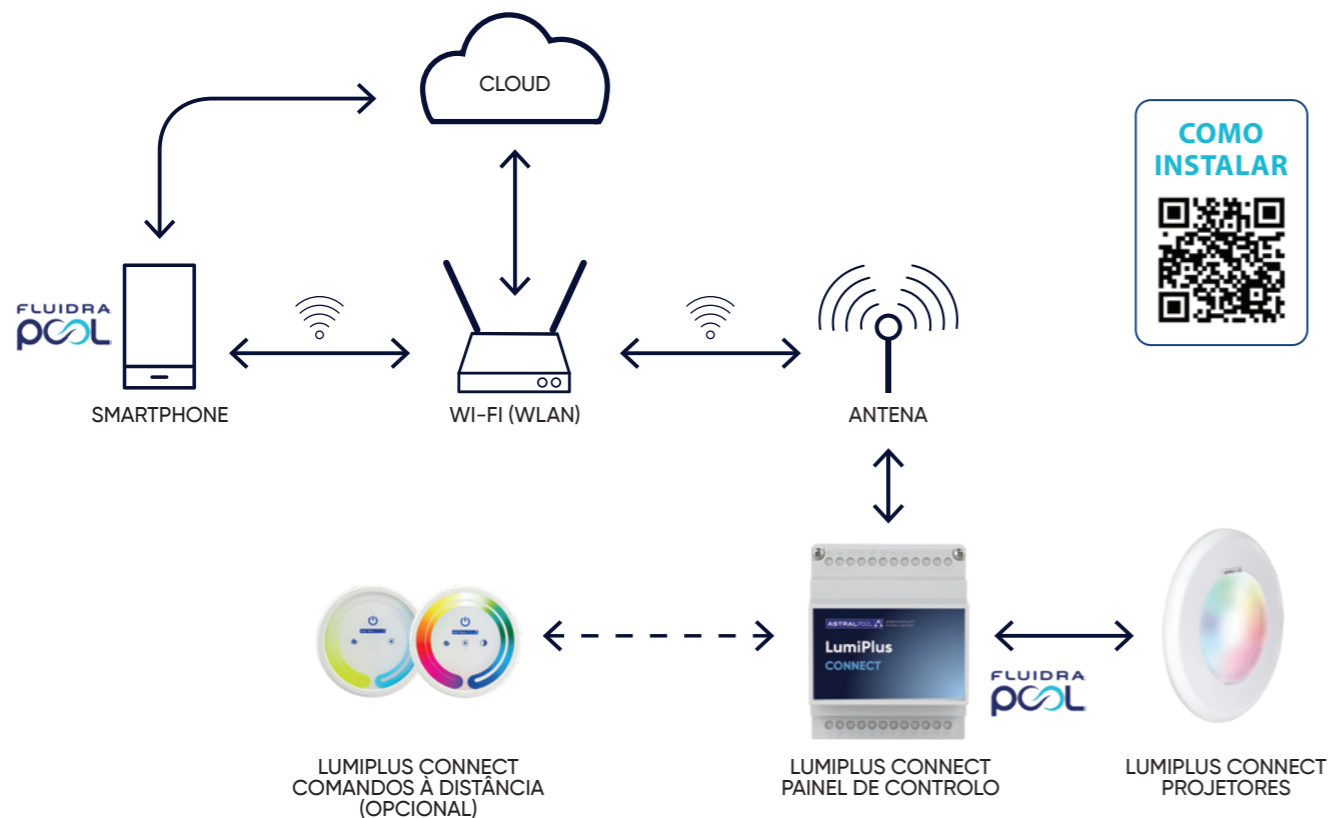 CLOUD
COMO
INSTALAR
FLUIDRA
POOL
SMARTPHONE
WI-FI (WLAN)
ANTENA
ASTRALPOOL
LumiPlus
CONNECT
FLUIDRA
POOL
LUMIPLUS CONNECT
COMANDOS À DISTÂNCIA
(OPCIONAL)
LUMIPLUS CONNECT
PAINEL DE CONTROLO
LUMIPLUS CONNECT
PROJETORES